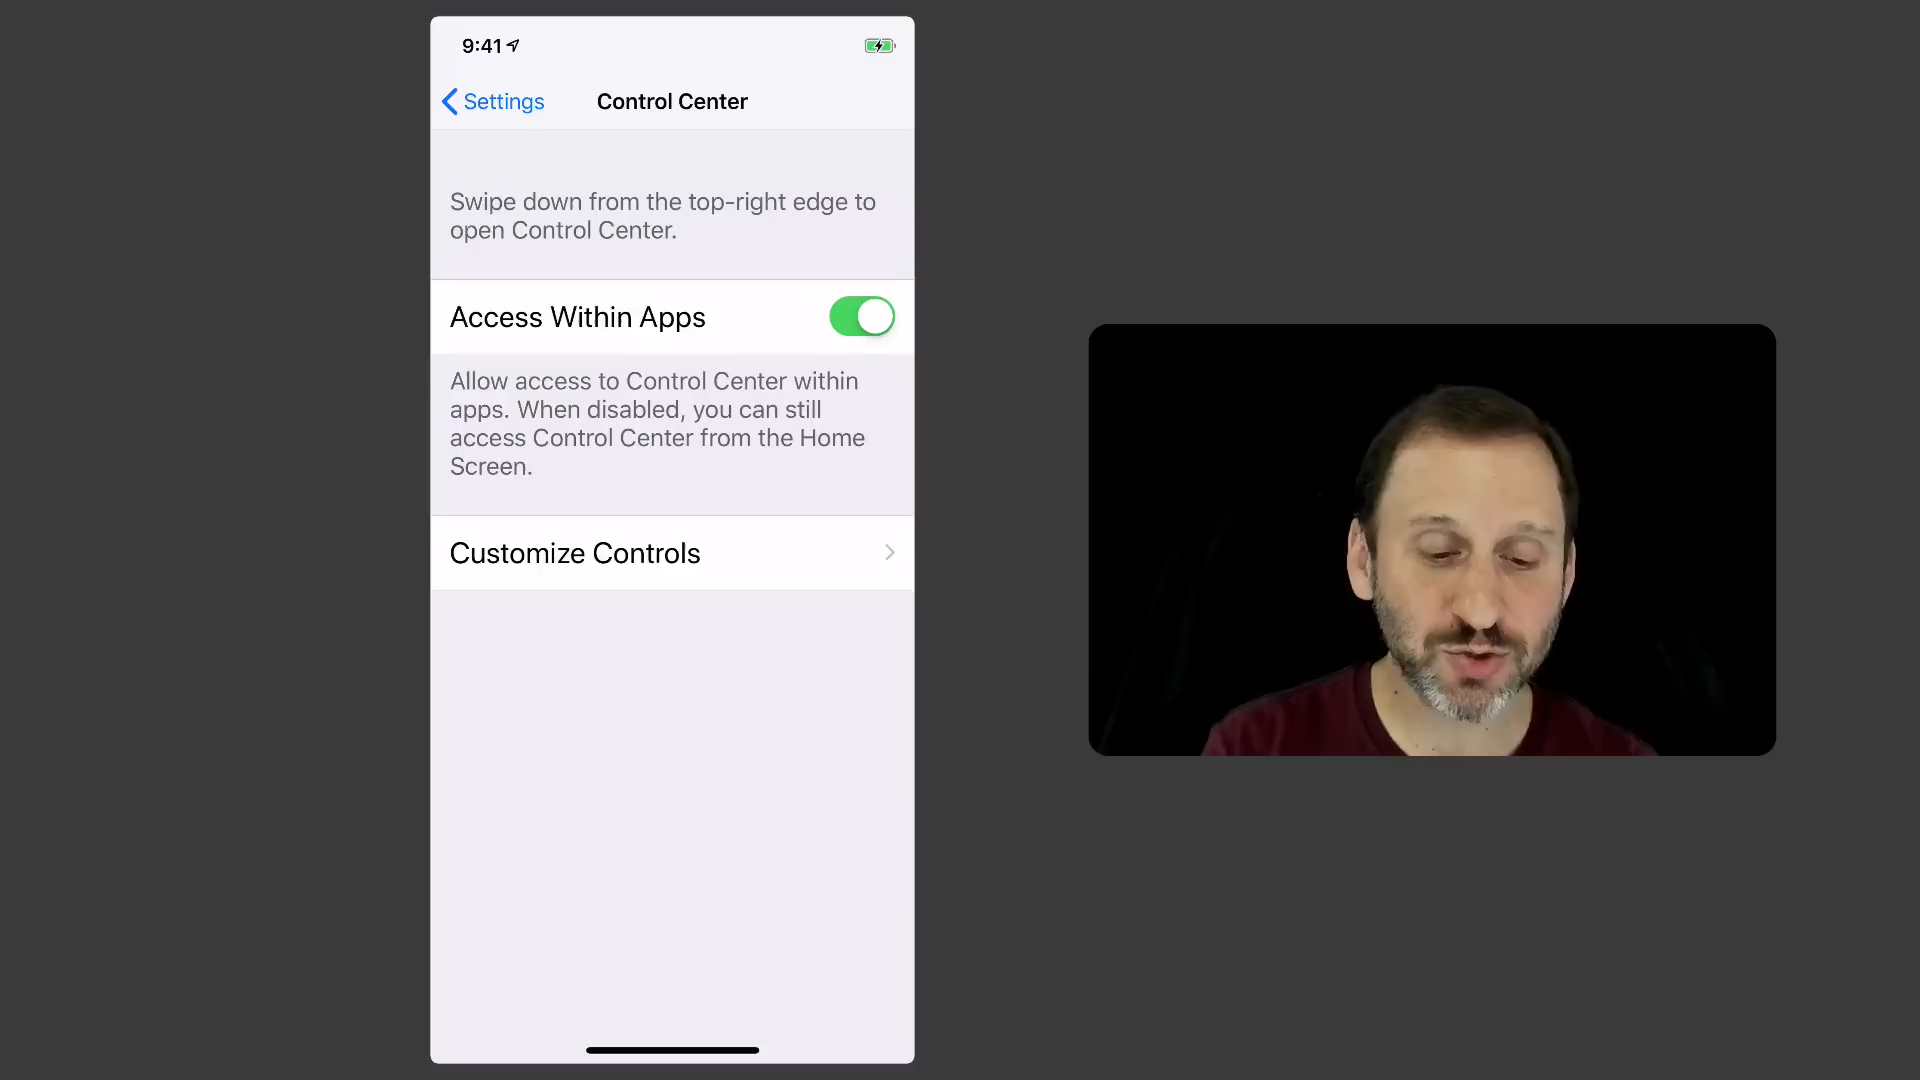 9:41
Settings
Control Center
Swipe down from the top-right edge to
open Control Center.
Access Within Apps
Allow access to Control Center within
apps. When disabled, you can still
access Control Center from the Home
Screen.
Customize Controls